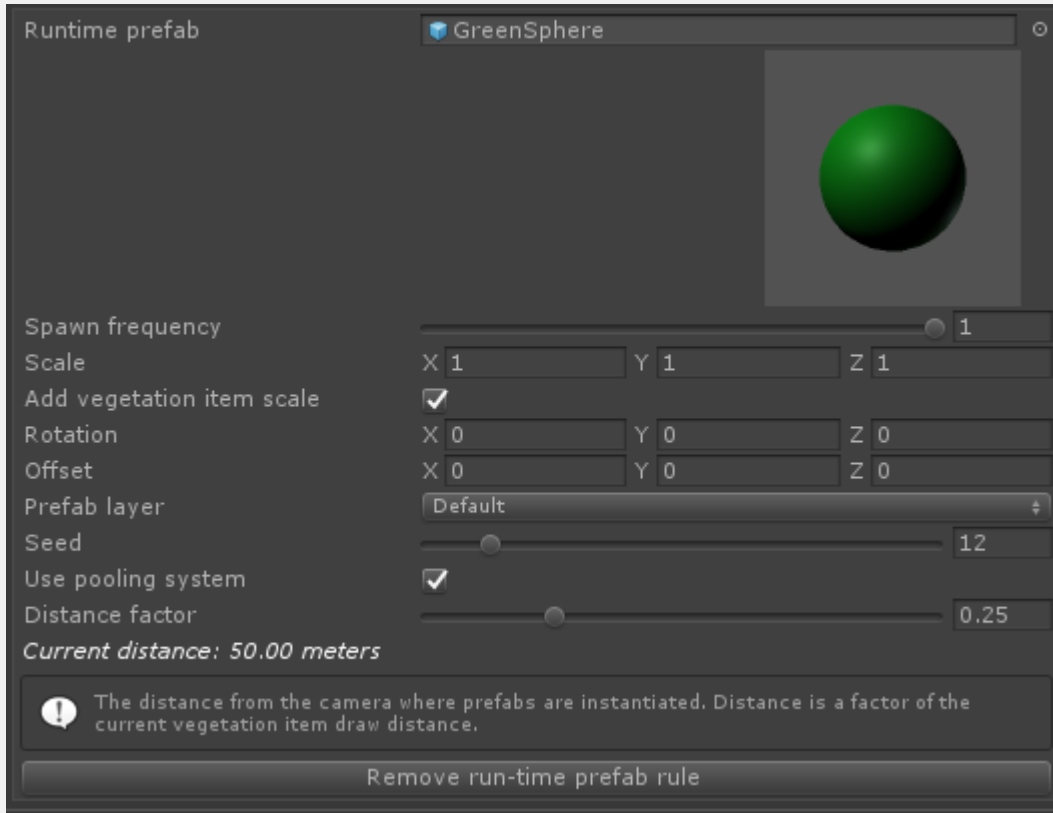 Runtime prefab GreenSphere
Spawn frequency 1
Scale X 1 Y 1 Z 1
Add vegetation item scale
Rotation X 0 Y 0 Z 0
Offset X 0 Y 0 Z 0
Prefab layer Default
Seed 12
Use pooling system
Distance factor 0.25
Current distance: 50.00 meters
The distance from the camera where prefabs are instantiated. Distance is a factor of the
current vegetation item draw distance.
Remove run-time prefab rule